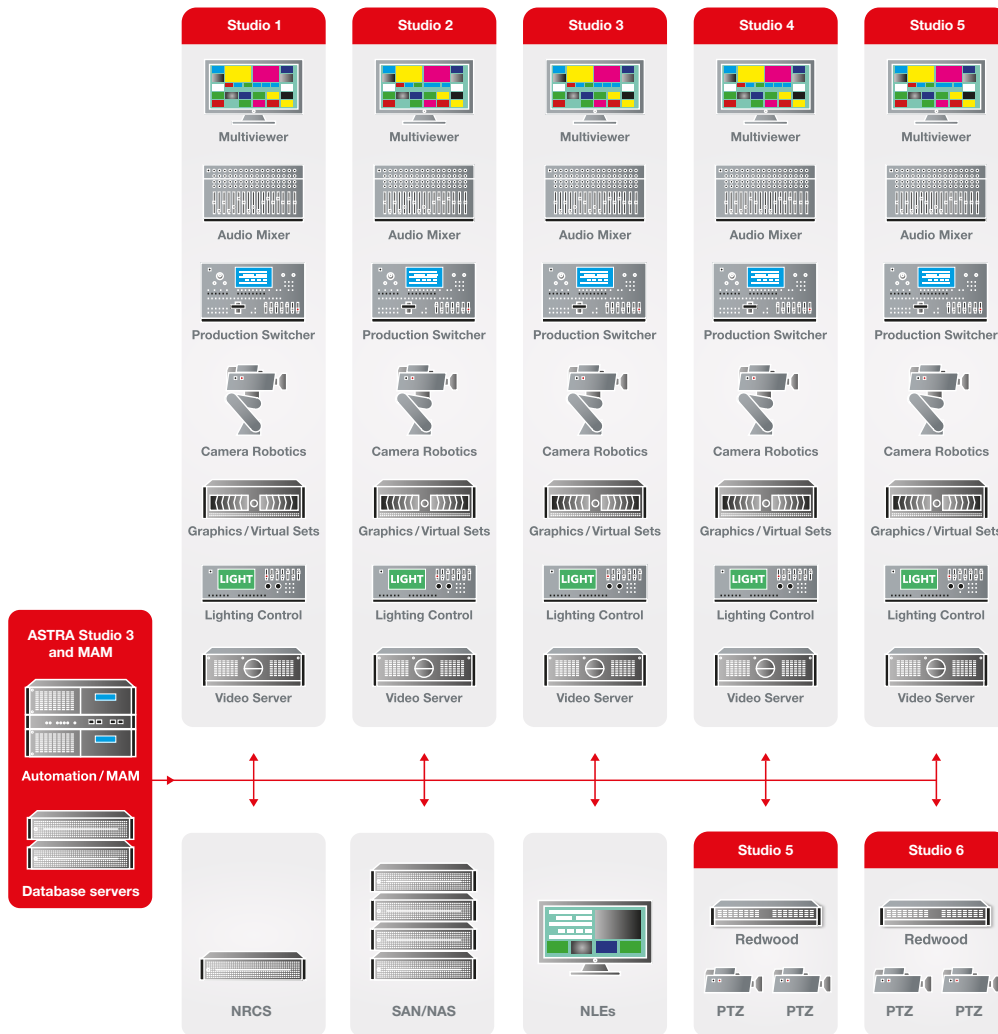 Studio 1
Multiviewer
Audio Mixer
Production Switcher
Camera Robotics
Graphics / Virtual Sets
LIGHT
Lighting Control
Video Server
Studio 2
Multiviewer
Audio Mixer
Production Switcher
Camera Robotics
Graphics / Virtual Sets
LIGHT
Lighting Control
Video Server
Studio 3
Multiviewer
Audio Mixer
Production Switcher
Camera Robotics
Graphics / Virtual Sets
LIGHT
Lighting Control
Video Server
Studio 4
Multiviewer
Audio Mixer
Production Switcher
Camera Robotics
Graphics / Virtual Sets
LIGHT
Lighting Control
Video Server
Studio 5
Multiviewer
Audio Mixer
Production Switcher
Camera Robotics
Graphics / Virtual Sets
LIGHT
Lighting Control
Video Server
ASTRA Studio 3
and MAM
Automation / MAM
Database servers
NRCS
SAN/NAS
NLEs
Studio 5
Redwood
PTZ PTZ
Studio 6
Redwood
PTZ PTZ